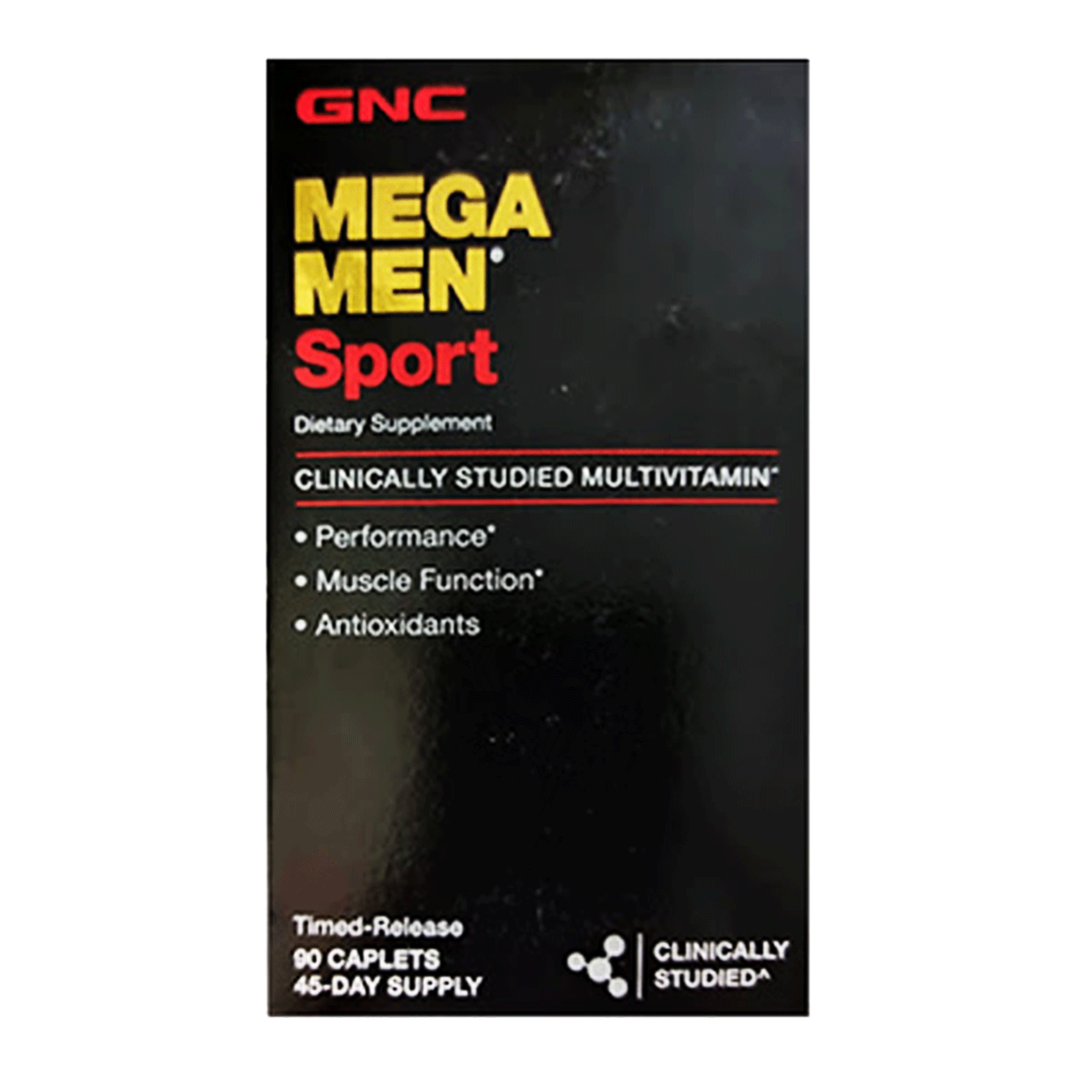 GNC
MEGA
MEN®
Sport
Dietary Supplement
CLINICALLY STUDIED MULTIVITAMIN^
• Performance*
• Muscle Function*
• Antioxidants
Timed-Release
90 CAPLETS
45-DAY SUPPLY
CLINICALLY
STUDIED^